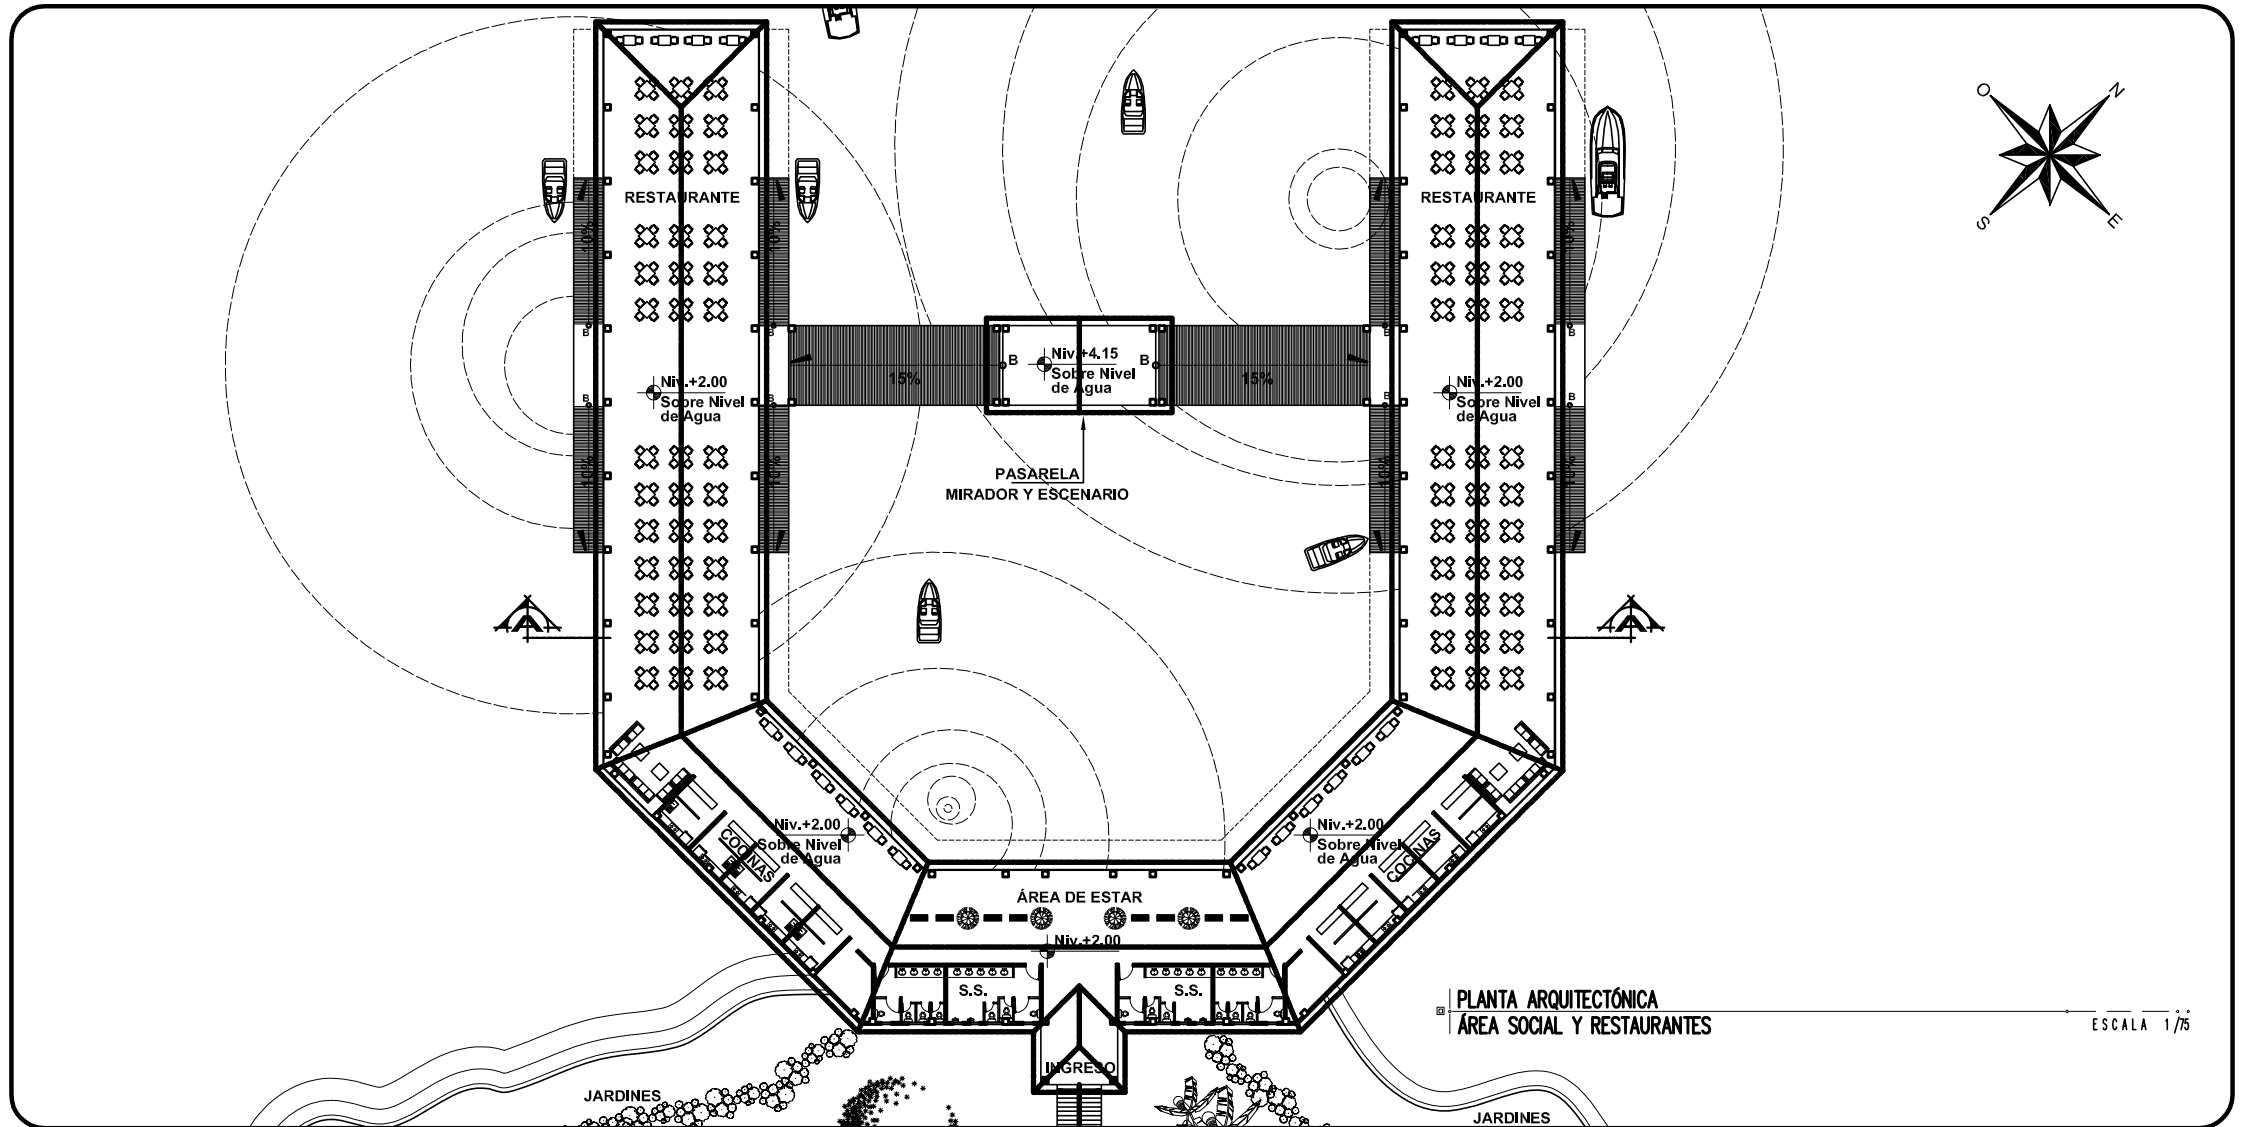 O
N
S
E
RESTAURANTE
RESTAURANTE
10%
10%
10%
10%
B
B
B
B
B
B
Niv.+4.15
Sobre Nivel
de Agua
15%
15%
Niv.+2.00
Sobre Nivel
de Agua
Niv.+2.00
Sobre Nivel
de Agua
B
B
B
B
10%
10%
10%
10%
PASARELA
MIRADOR Y ESCENARIO
A
A
Niv.+2.00
Sobre Nivel
de Agua
Niv.+2.00
Sobre Nivel
de Agua
COCINAS
COCINAS
ÁREA DE ESTAR
Niv.+2.00
S.S.
S.S.
INGRESO
JARDINES
JARDINES
PLANTA ARQUITECTÓNICA
ÁREA SOCIAL Y RESTAURANTES
ESCALA 1/75